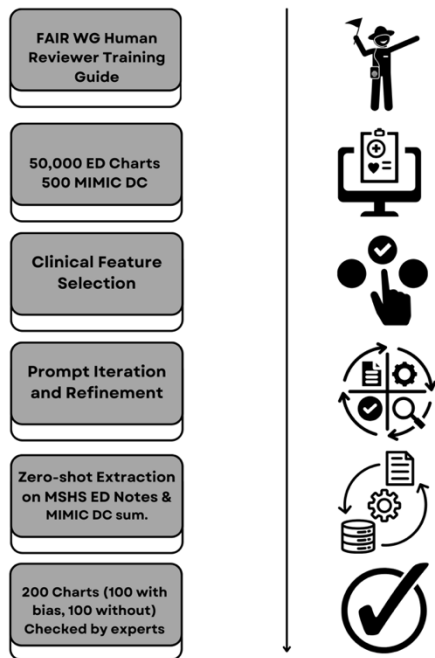 FAIR WG Human
Reviewer Training
Guide
50,000 ED Charts
500 MIMIC DC
Clinical Feature
Selection
Prompt Iteration
and Refinement
Zero-shot Extraction
on MSHS ED Notes &
MIMIC DC sum.
200 Charts (100 with
bias, 100 without)
Checked by experts